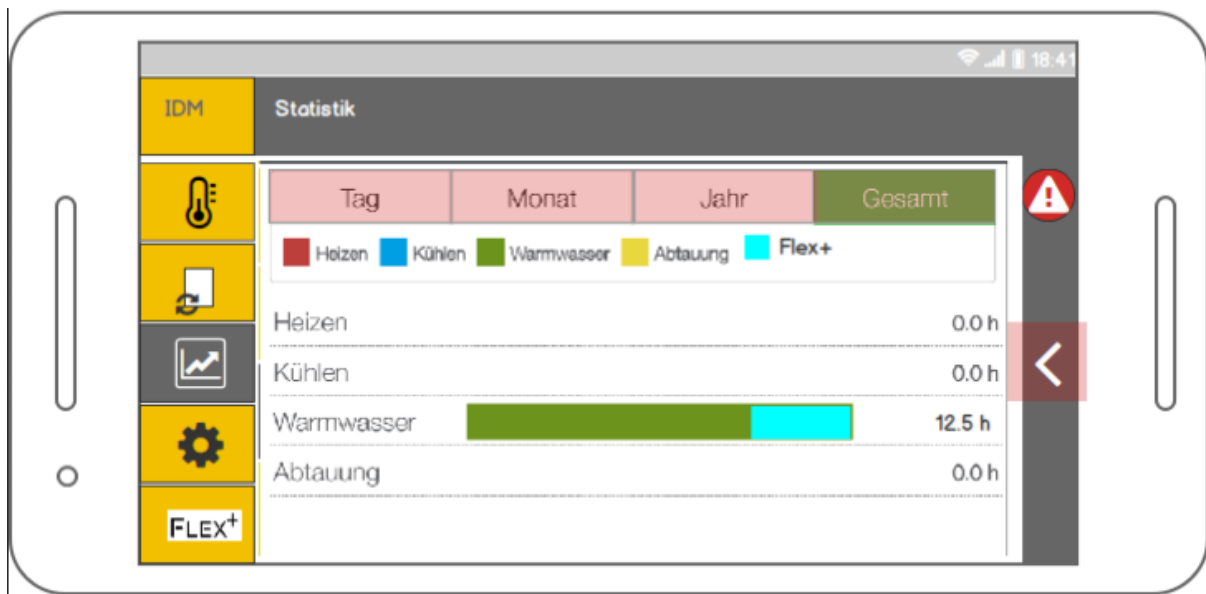 18:41
IDM Statistik
Tag Monat Jahr Gesamt
Heizen Kühlen Warmwasser Abtauung Flex+
Heizen 0.0 h
Kühlen 0.0 h
Warmwasser 12.5 h
Abtauung 0.0 h
FLEX+